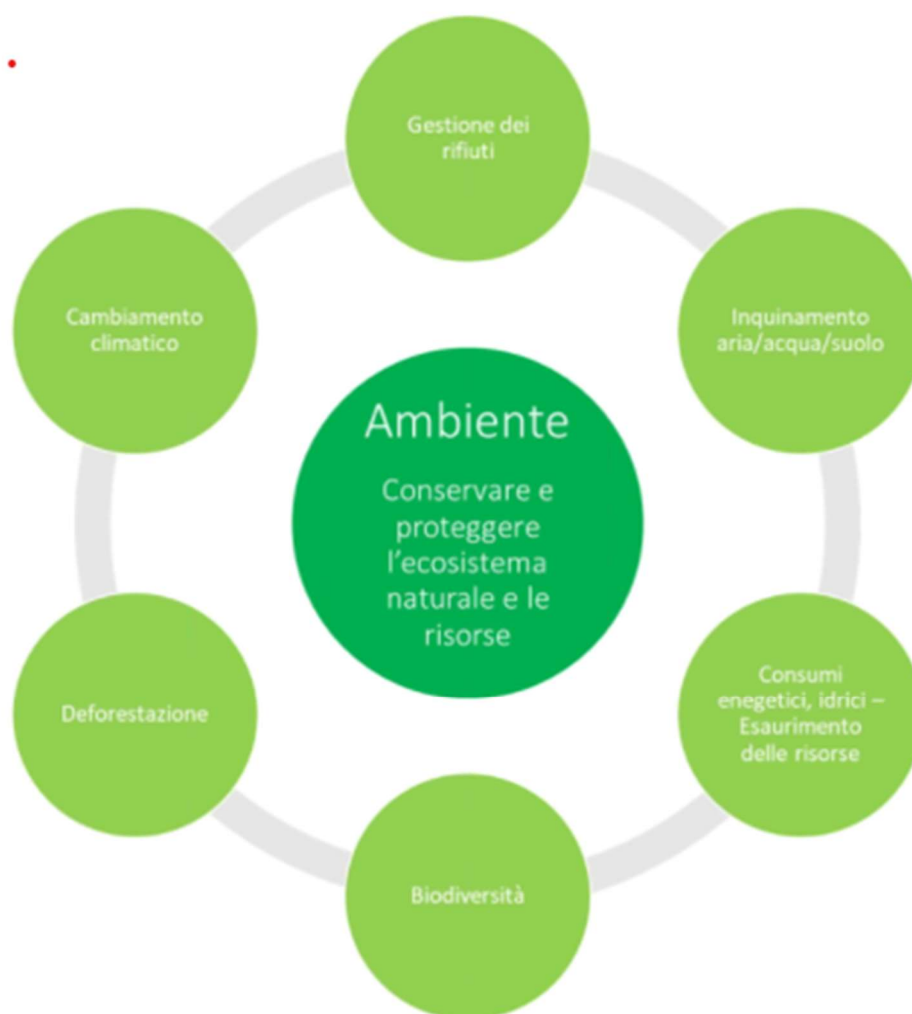 Gestione dei
rifiuti
Cambiamento
climatico
Inquinamento
aria/acqua/suolo
Ambiente
Conservare e
proteggere
l'ecosistema
naturale e le
risorse
Deforestazione
Consumi
enegetici, idrici –
Esaurimento
delle risorse
Biodiversità